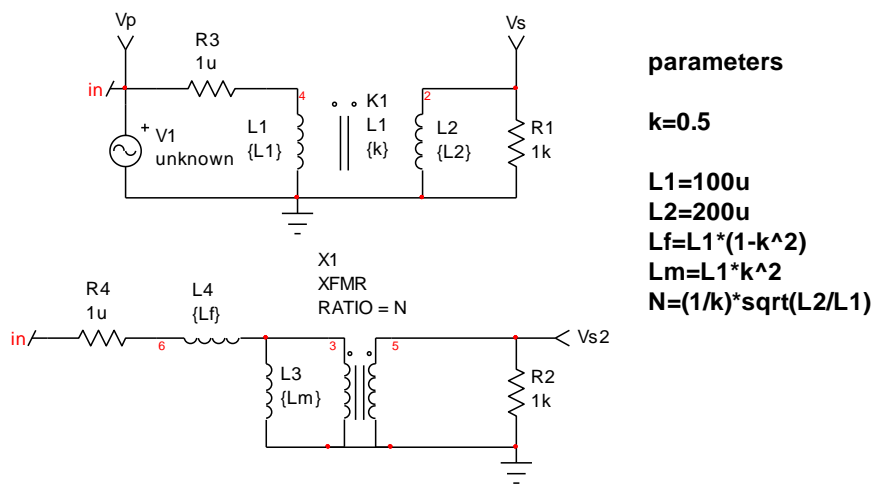 Vp
Vs
R3
1u
in
4
K1
L1
{k}
2
L1
{L1}
L2
{L2}
R1
1k
+
V1
unknown
parameters
k=0.5
L1=100u
L2=200u
Lf=L1*(1-k^2)
Lm=L1*k^2
N=(1/k)*sqrt(L2/L1)
X1
XFMR
RATIO = N
R4
1u
L4
{Lf}
in
6
3
5
Vs2
L3
{Lm}
R2
1k